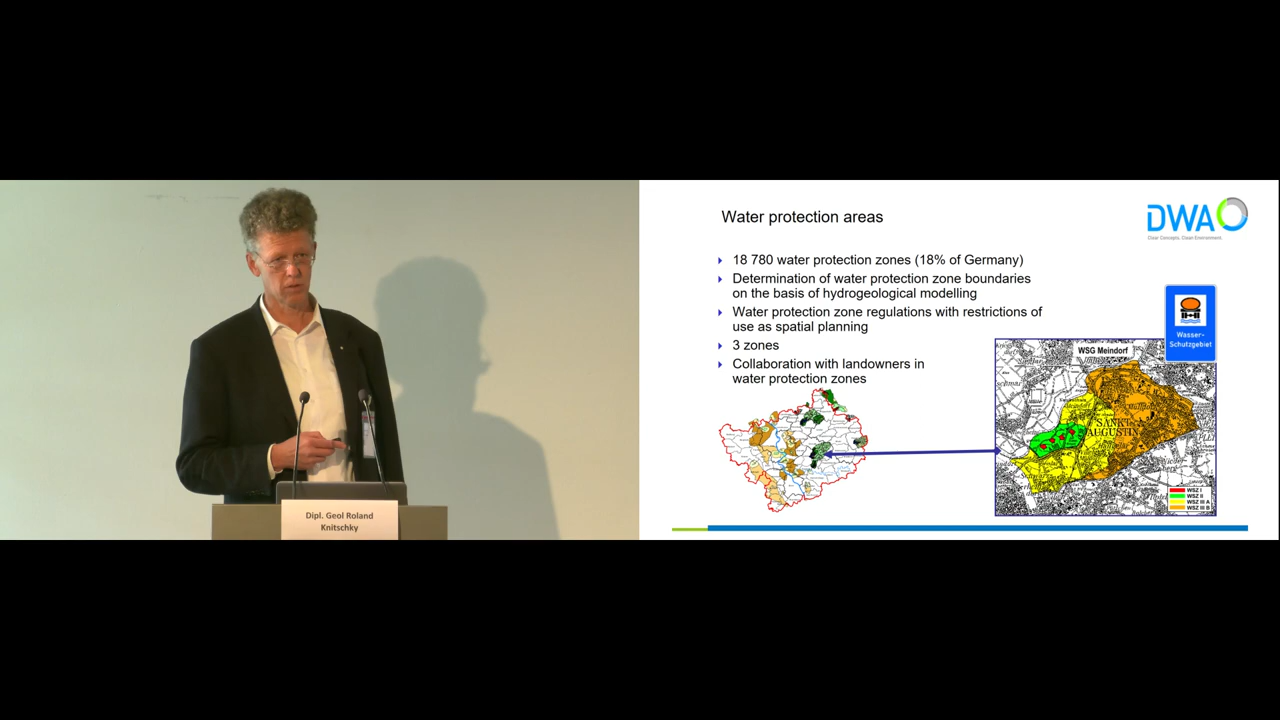 Dipl. Geol Roland
Knitschky
Water protection areas
DWA
Clear Concepts. Clean Environment.
18 780 water protection zones (18% of Germany)
Determination of water protection zone boundaries
on the basis of hydrogeological modelling
Water protection zone regulations with restrictions of
use as spatial planning
3 zones
Collaboration with landowners in
water protection zones
Wasser-
Schutzgebiet
WSG Meindorf
SANKT
AUGUSTIN
WSZ I
WSZ II
WSZ III A
WSZ III B